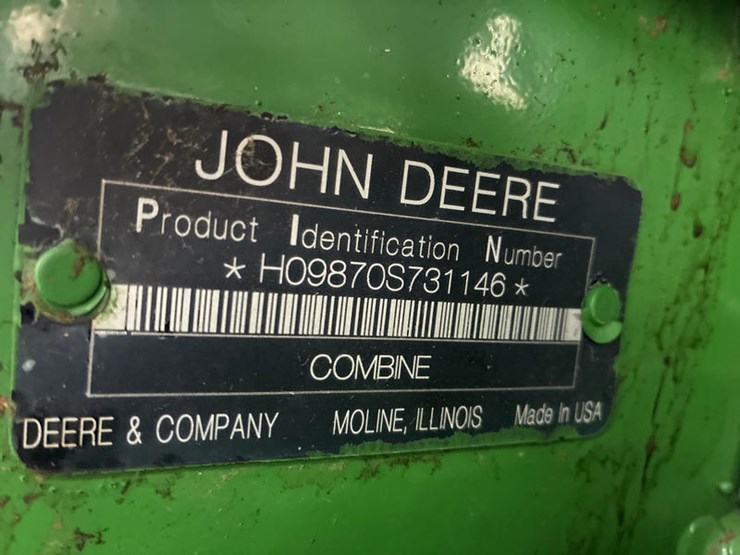 JOHN DEERE
Product Identification Number
* H09870S731146 *
COMBINE
DEERE & COMPANY MOLINE, ILLINOIS Made In USA